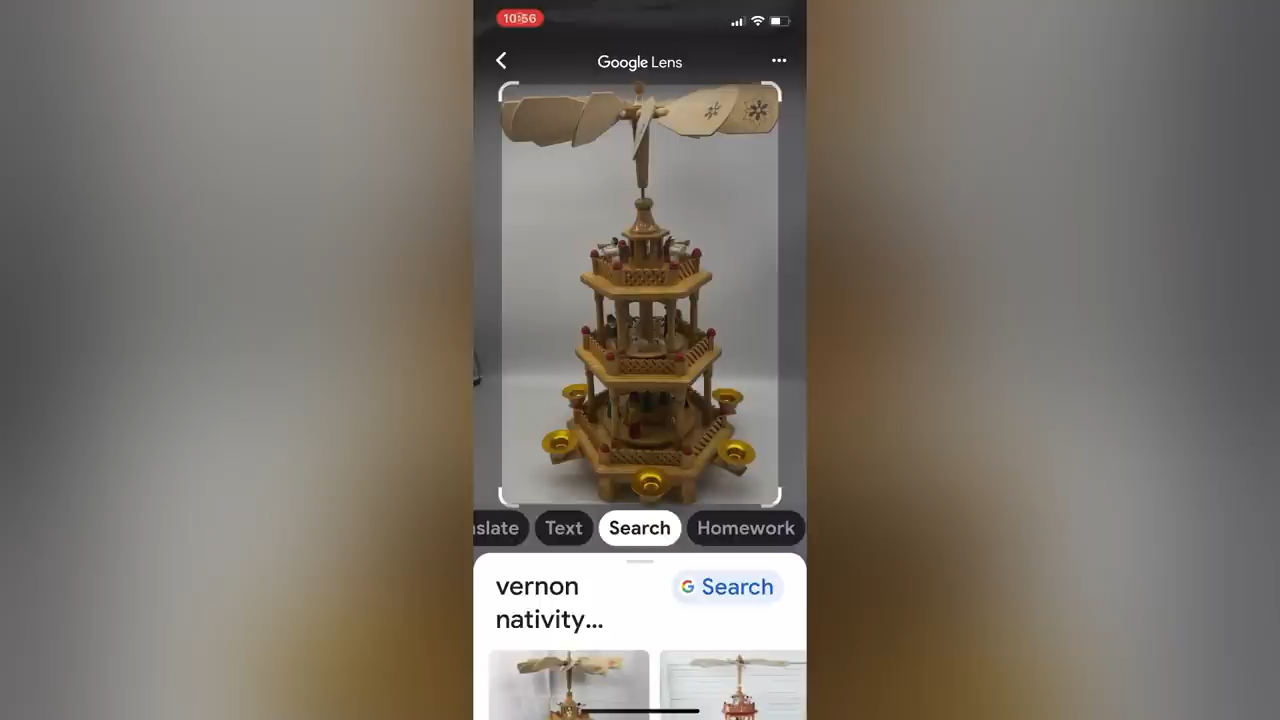 10:56
Google Lens
slate
Text
Search
Homework
vernon
nativity...
G Search